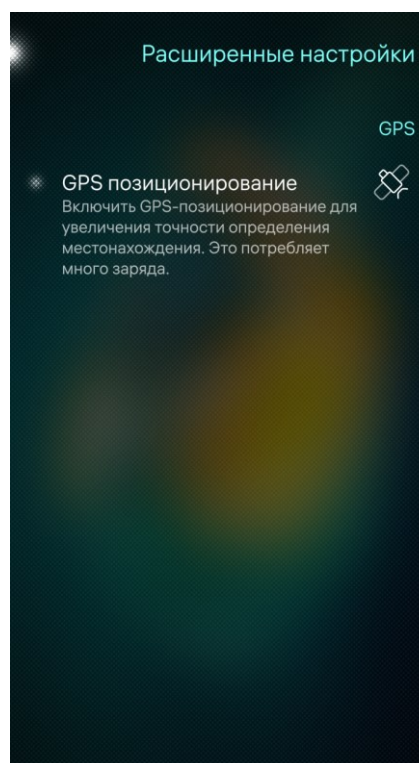 Расширенные настройки
GPS
GPS позиционирование
Включить GPS-позиционирование для
увеличения точности определения
местонахождения. Это потребляет
много заряда.